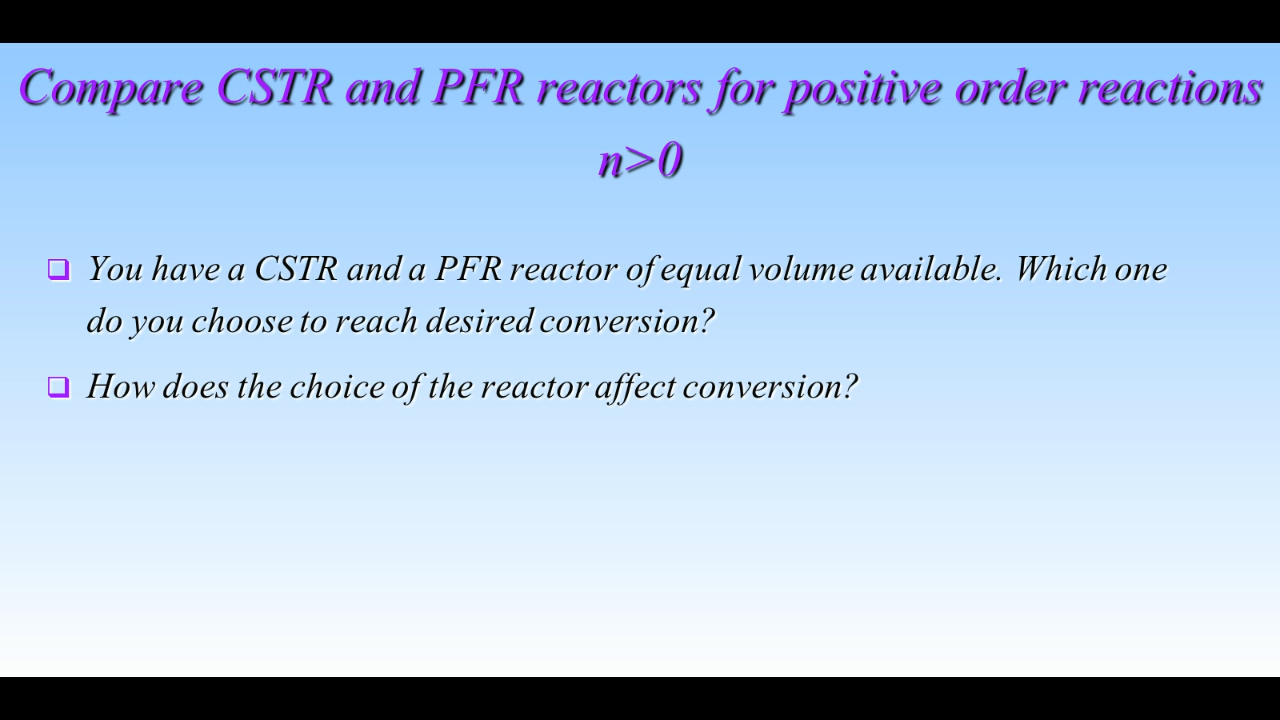 Compare CSTR and PFR reactors for positive order reactions
n>0
You have a CSTR and a PFR reactor of equal volume available. Which one
do you choose to reach desired conversion?
How does the choice of the reactor affect conversion?